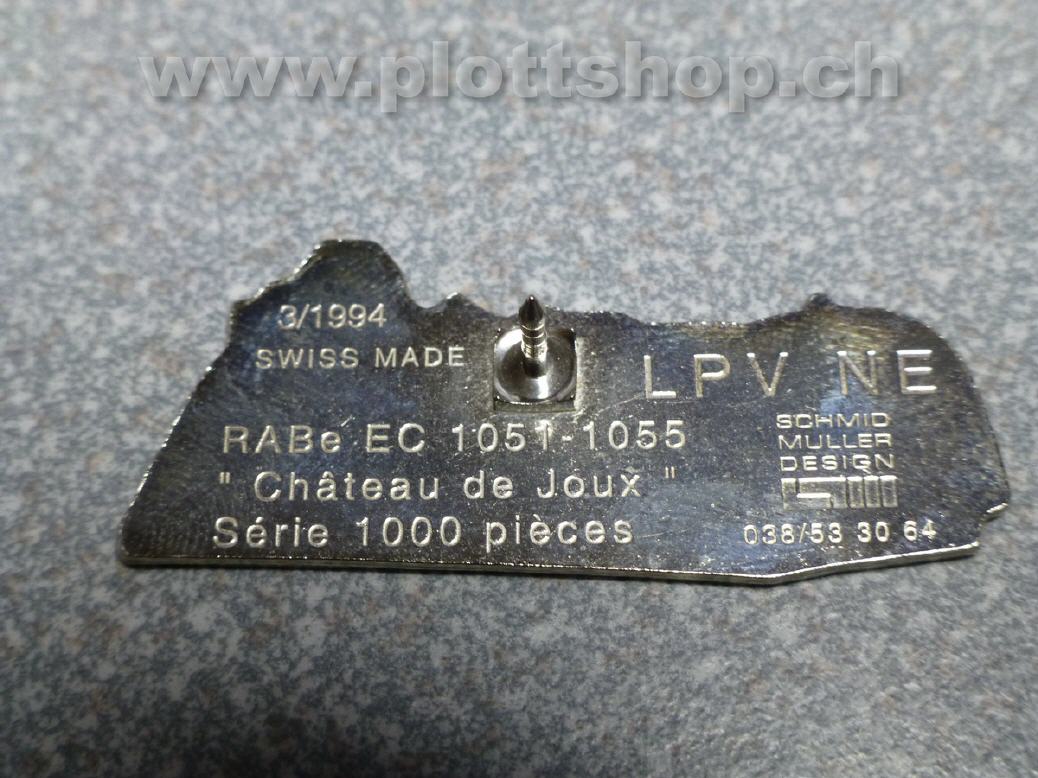 www.plottshop.ch
3/1994
SWISS MADE
LPV NE
RABe EC 1051-1055
" Château de Joux "
Série 1000 pièces
SCHMID
MULLER
DESIGN
038/53 30 64